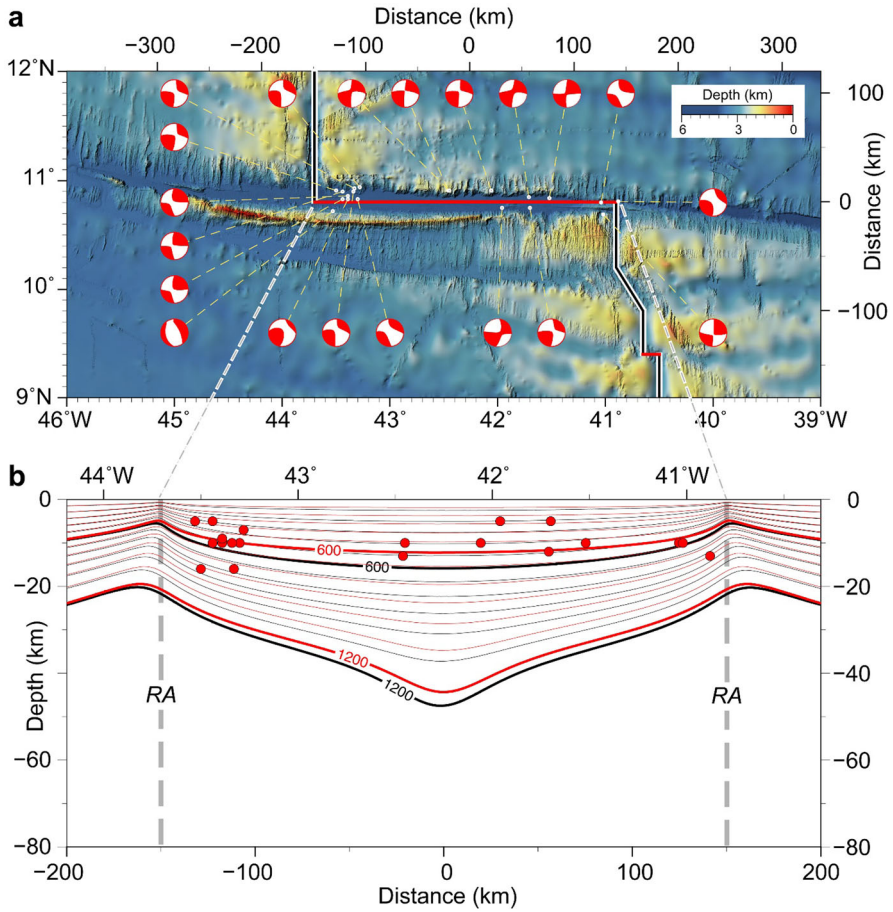 a
Distance (km)
−300 −200 −100 0 100 200 300
12°N
11°N
10°N
9°N
Depth (km)
6 3 0
100
0
−100
Distance (km)
46°W 45° 44° 43° 42° 41° 40° 39°W
b
44°W 43° 42° 41°W
0
−20
−40
−60
−80
Depth (km)
600
600
1200
1200
RA
RA
0
−20
−40
−60
−80
−200 −100 0 100 200
Distance (km)